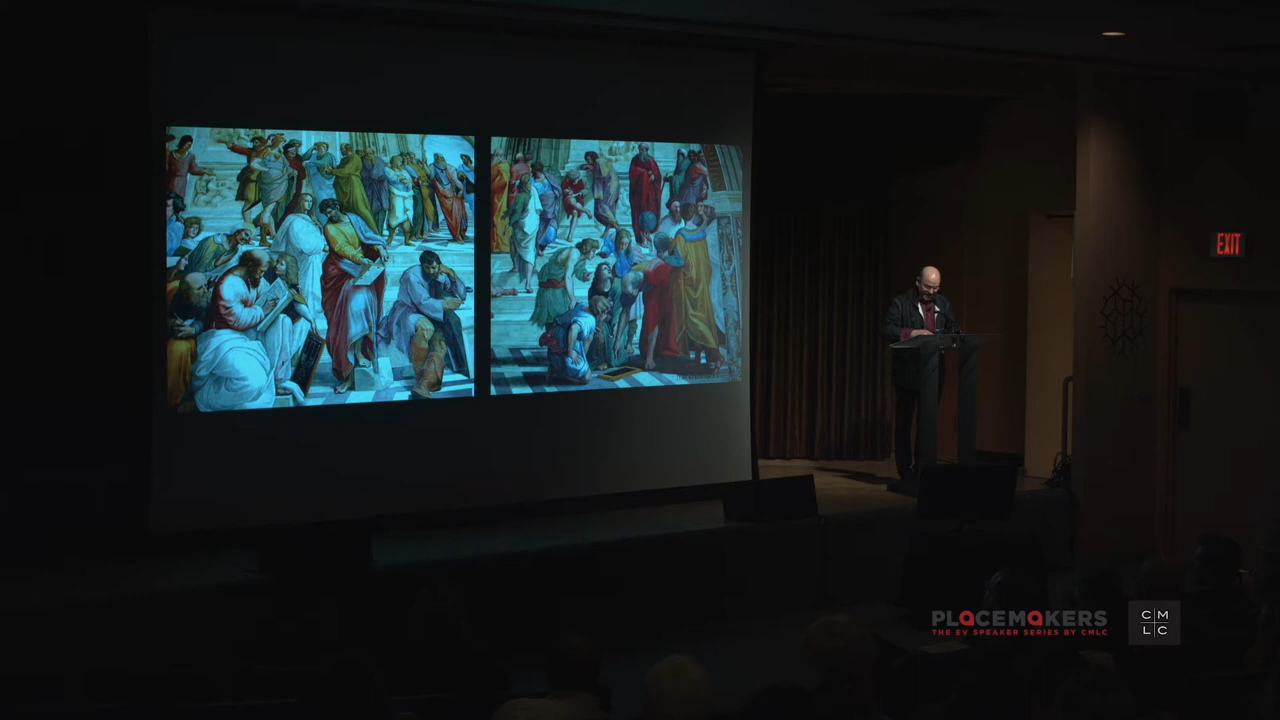 EXIT
PLACEMAKERS
THE EV SPEAKER SERIES BY CMLC
CM
LC